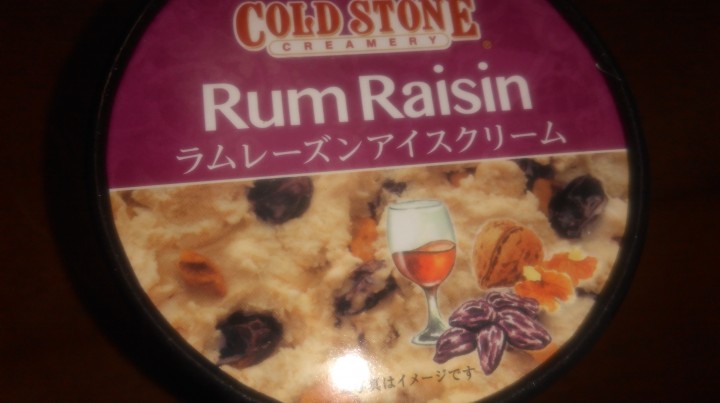 COLD STONE
CREAMERY
Rum Raisin
ラムレーズンアイスクリーム
真はイメージです